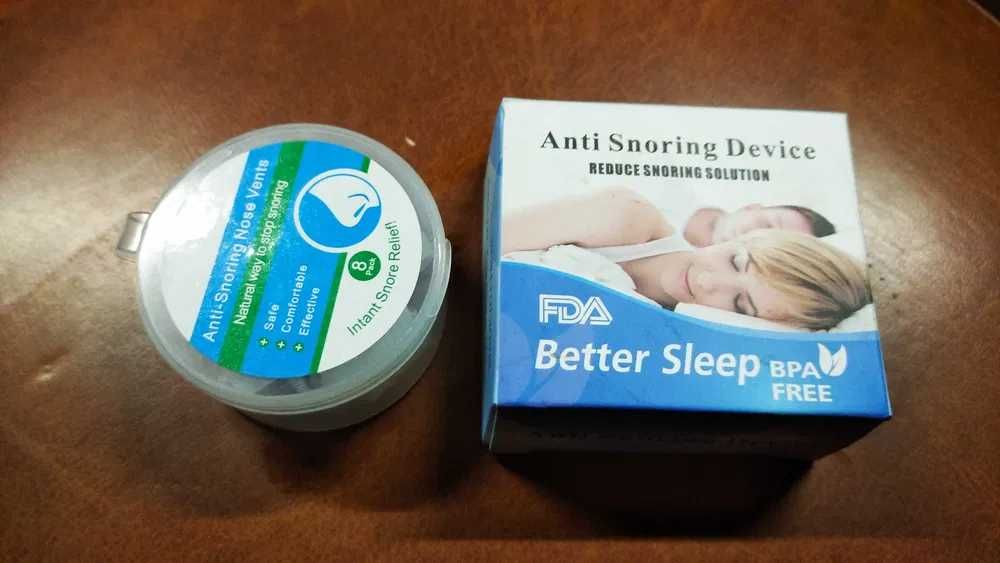 Anti-Snoring Nose Vents
Natural way to stop snoring
Safe
Comfortable
Effective
8
Pack
Intant Snore Relief!
Anti Snoring Device
REDUCE SNORING SOLUTION
FDA
Better Sleep
BPA
FREE